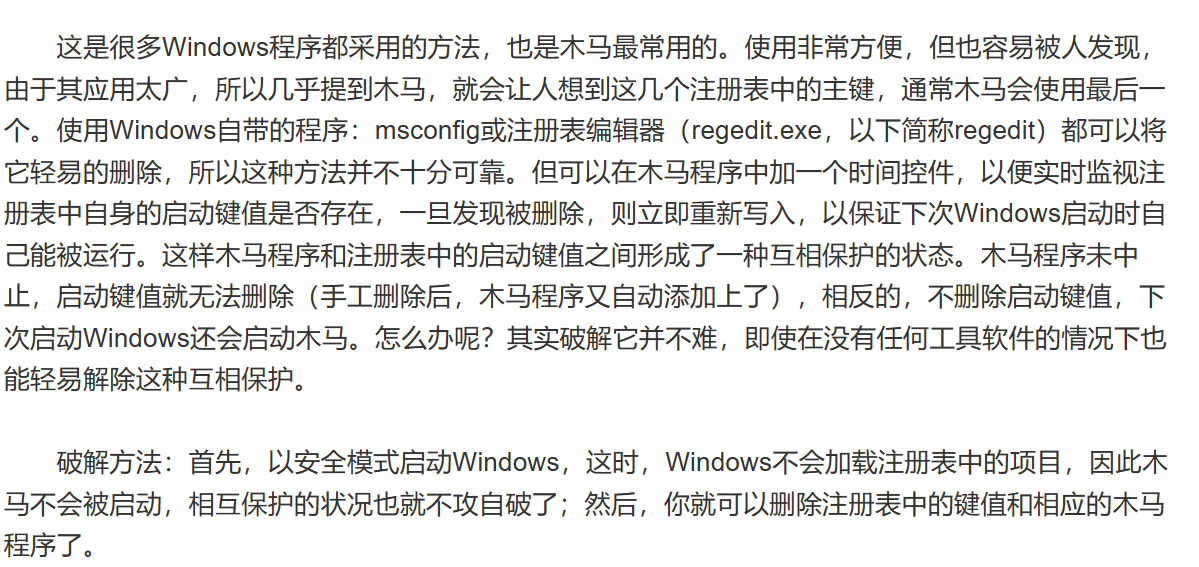 这是很多Windows程序都采用的方法，也是木马最常用的。使用非常方便，但也容易被人发现，
由于其应用太广，所以几乎提到木马，就会让人想到这几个注册表中的主键，通常木马会使用最后一
个。使用Windows自带的程序：msconfig或注册表编辑器（regedit.exe，以下简称regedit）都可以将
它轻易的删除，所以这种方法并不十分可靠。但可以在木马程序中加一个时间控件，以便实时监视注
册表中自身的启动键值是否存在，一旦发现被删除，则立即重新写入，以保证下次Windows启动时自
己能被运行。这样木马程序和注册表中的启动键值之间形成了一种互相保护的状态。木马程序未中
止，启动键值就无法删除（手工删除后，木马程序又自动添加上了），相反的，不删除启动键值，下
次启动Windows还会启动木马。怎么办呢？其实破解它并不难，即使在没有任何工具软件的情况下也
能轻易解除这种互相保护。
破解方法：首先，以安全模式启动Windows，这时，Windows不会加载注册表中的项目，因此木
马不会被启动，相互保护的状况也就不攻自破了；然后，你就可以删除注册表中的键值和相应的木马
程序了。